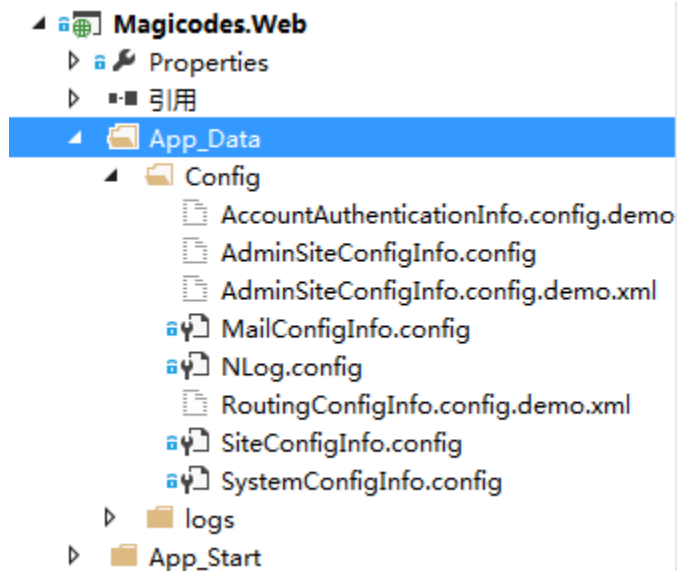 Magicodes.Web
Properties
引用
App_Data
Config
AccountAuthenticationInfo.config.demo
AdminSiteConfigInfo.config
AdminSiteConfigInfo.config.demo.xml
MailConfigInfo.config
NLog.config
RoutingConfigInfo.config.demo.xml
SiteConfigInfo.config
SystemConfigInfo.config
logs
App_Start